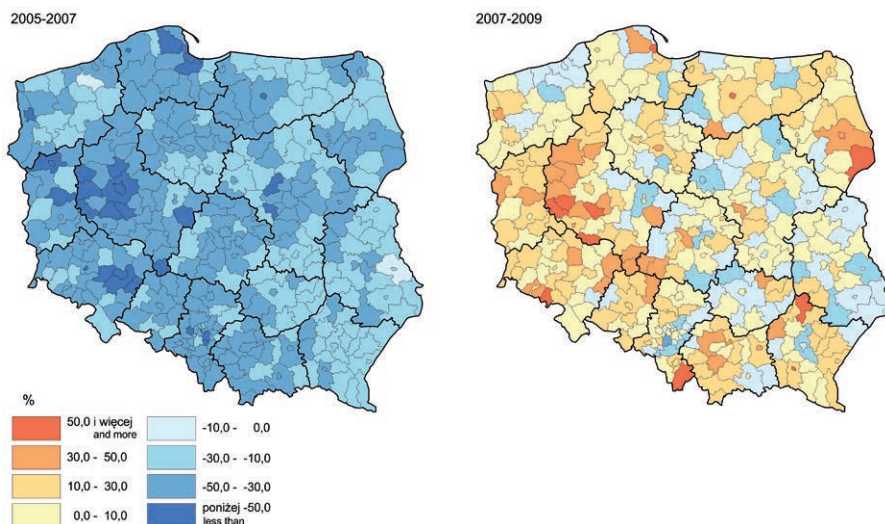 2005-2007
2007-2009
%
50,0 i więcej
and more
30,0 - 50,0
10,0 - 30,0
0,0 - 10,0
-10,0 - 0,0
-30,0 - -10,0
-50,0 - -30,0
poniżej -50,0
less than